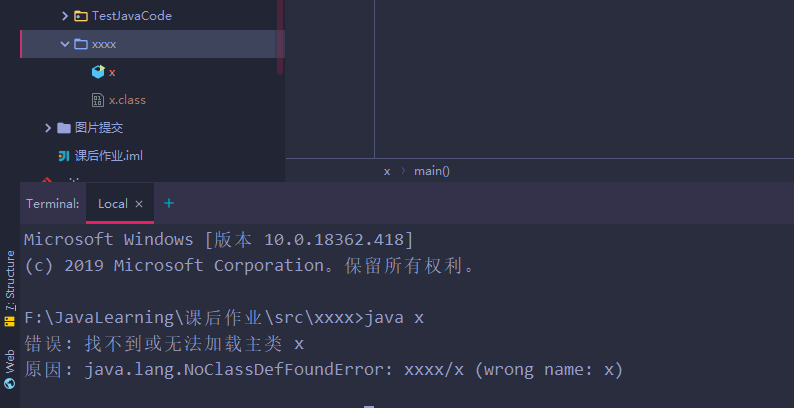 TestJavaCode
xxxx
x
x.class
图片提交
课后作业.iml
x > main()
Terminal: Local × +
Microsoft Windows [版本 10.0.18362.418]
(c) 2019 Microsoft Corporation。保留所有权利。
F:\JavaLearning\课后作业\src\xxxx>java x
错误: 找不到或无法加载主类 x
原因: java.lang.NoClassDefFoundError: xxxx/x (wrong name: x)
7: Structure
Web